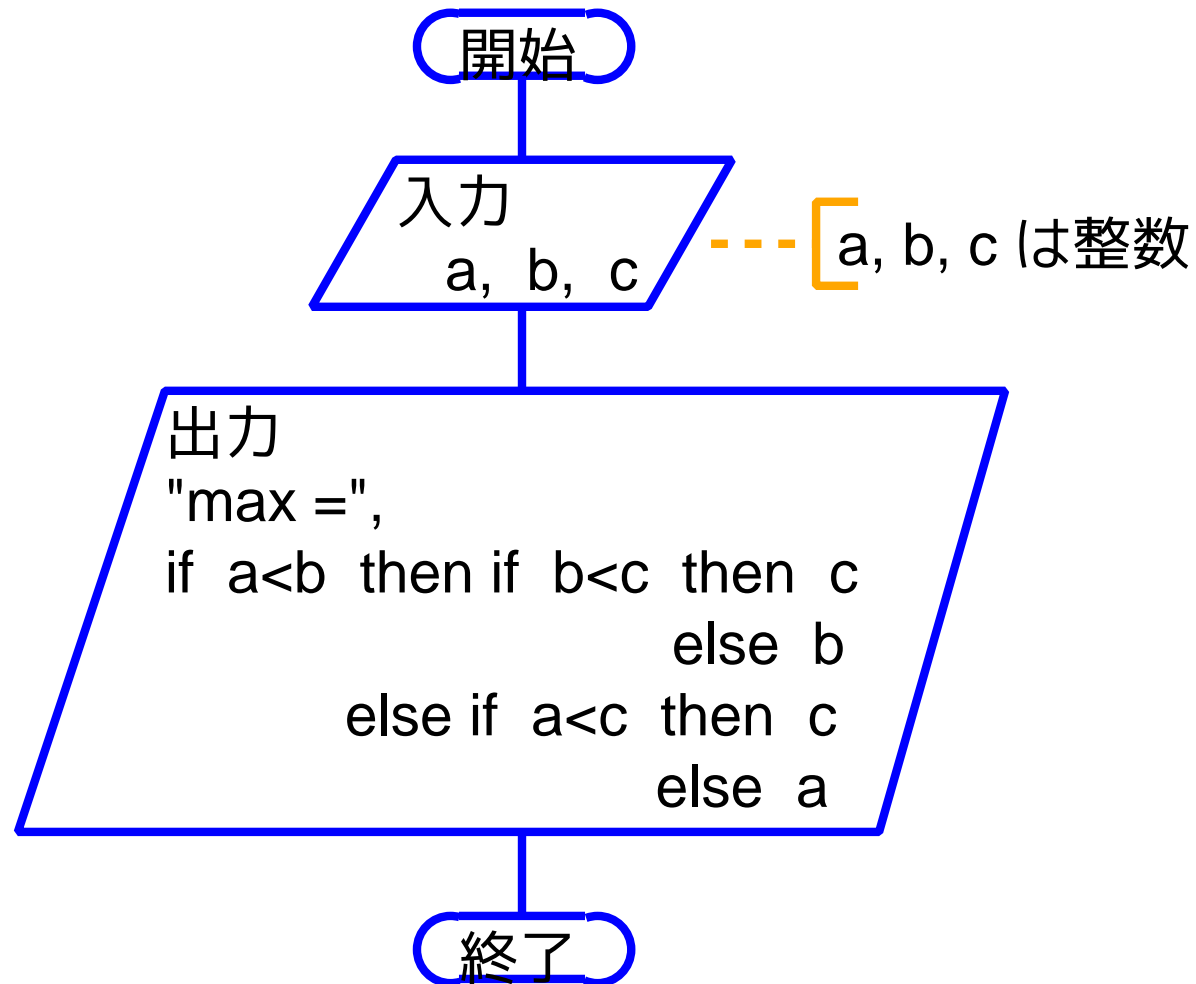 開始
入力
a, b, c
a, b, c は整数
出力
"max =",
if a<b then if b<c then c
else b
else if a<c then c
else a
終了